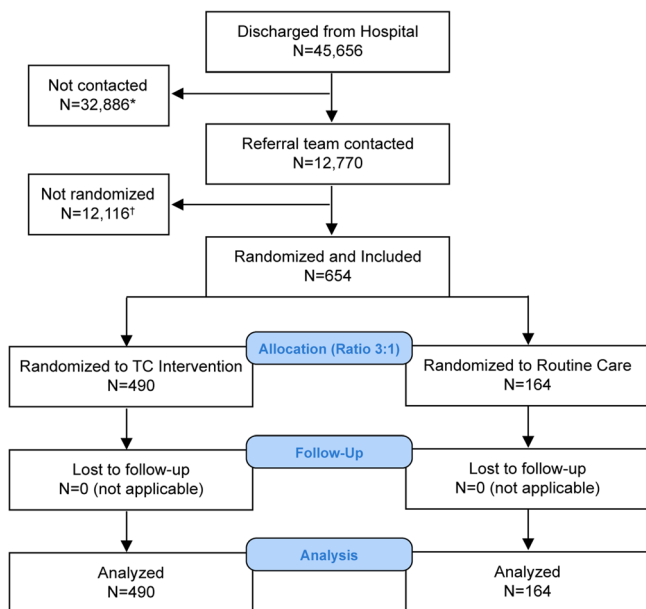 Discharged from Hospital
N=45,656
Not contacted
N=32,886*
Referral team contacted
N=12,770
Not randomized
N=12,116†
Randomized and Included
N=654
Allocation (Ratio 3:1)
Randomized to TC Intervention
N=490
Randomized to Routine Care
N=164
Follow-Up
Lost to follow-up
N=0 (not applicable)
Lost to follow-up
N=0 (not applicable)
Analysis
Analyzed
N=490
Analyzed
N=164